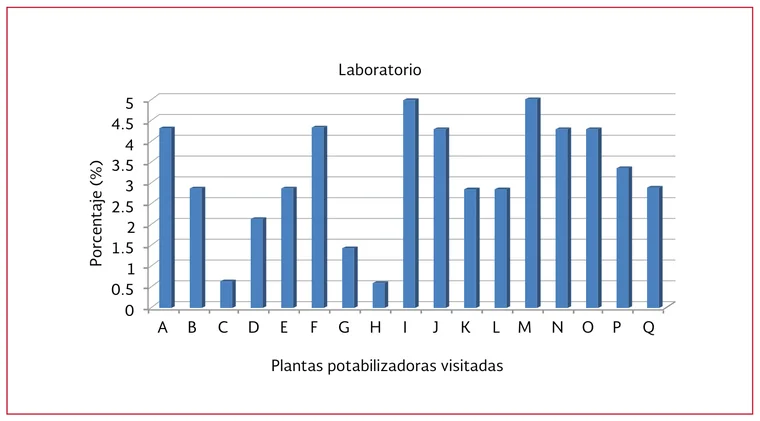 Laboratorio
Porcentaje (%)
5
4.5
4
3.5
3
2.5
2
1.5
1
0.5
0
A B C D E F G H I J K L M N O P Q
Plantas potabilizadoras visitadas